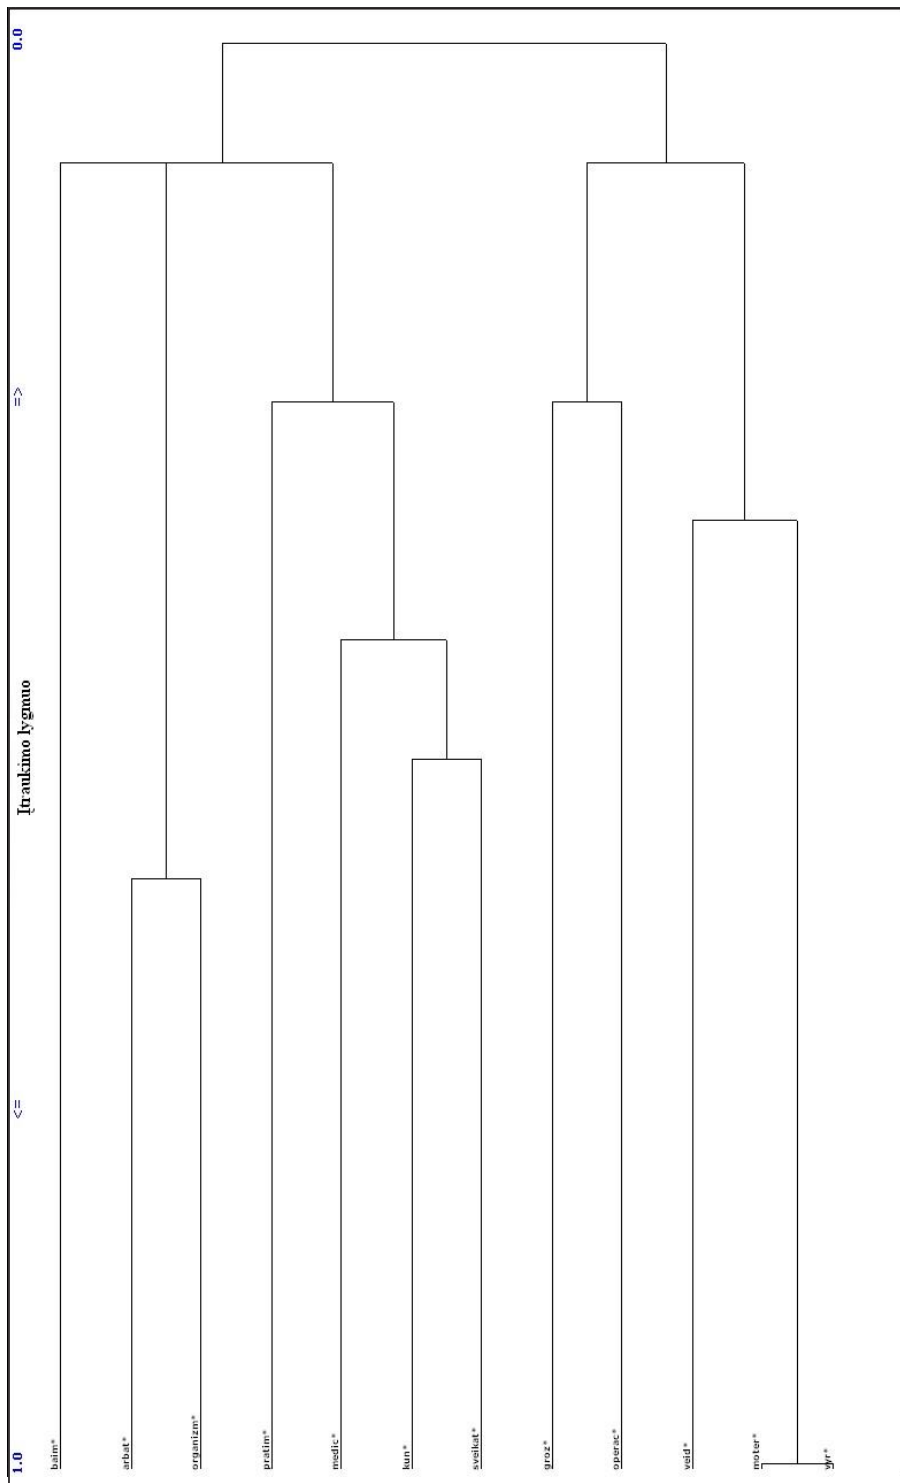 0.0
=>
Įtraukimo lygmuo
<=
1.0
baim*
arbat*
organizm*
pratim*
medic*
kun*
sveikat*
groz*
operac*
veid*
moter*
vyr*